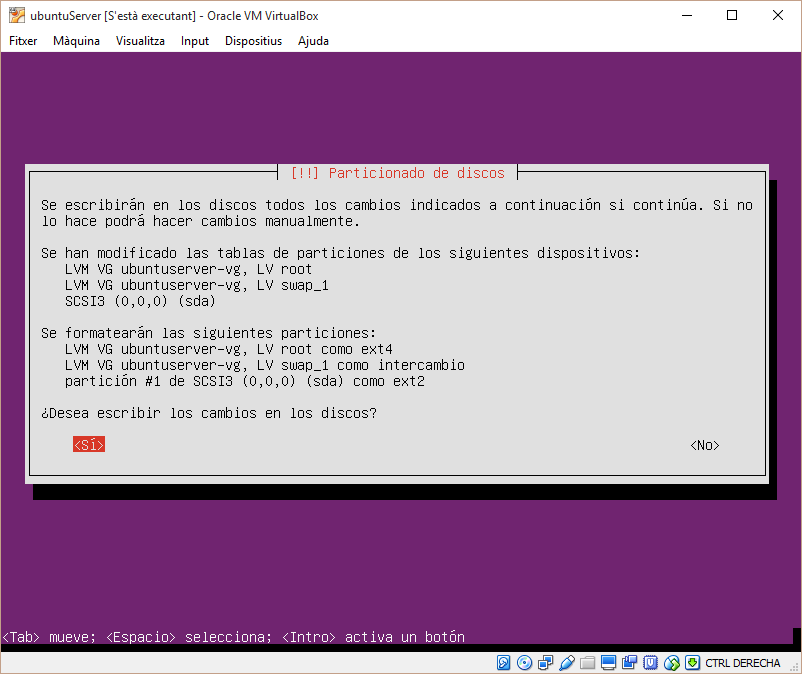 ubuntuServer [S'està executant] - Oracle VM VirtualBox
Fitxer Màquina Visualitza Input Dispositius Ajuda
[!!] Particionado de discos
Se escribirán en los discos todos los cambios indicados a continuación si continúa. Si no
lo hace podrá hacer cambios manualmente.
Se han modificado las tablas de particiones de los siguientes dispositivos:
LVM VG ubuntuserver-vg, LV root
LVM VG ubuntuserver-vg, LV swap_1
SCSI3 (0,0,0) (sda)
Se formatearán las siguientes particiones:
LVM VG ubuntuserver-vg, LV root como ext4
LVM VG ubuntuserver-vg, LV swap_1 como intercambio
partición #1 de SCSI3 (0,0,0) (sda) como ext2
¿Desea escribir los cambios en los discos?
<Sí> <No>
<Tab> mueve; <Espacio> selecciona; <Intro> activa un botón
CTRL DERECHA